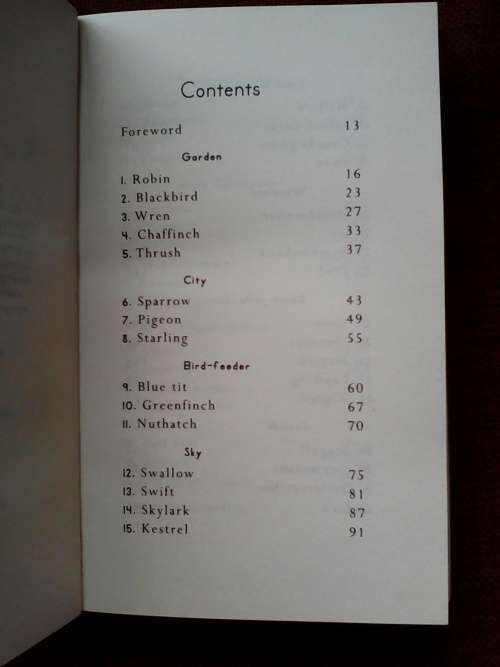 Contents
Foreword 13
Garden
1. Robin 16
2. Blackbird 23
3. Wren 27
4. Chaffinch 33
5. Thrush 37
City
6. Sparrow 43
7. Pigeon 49
8. Starling 55
Bird-feeder
9. Blue tit 60
10. Greenfinch 67
11. Nuthatch 70
Sky
12. Swallow 75
13. Swift 81
14. Skylark 87
15. Kestrel 91